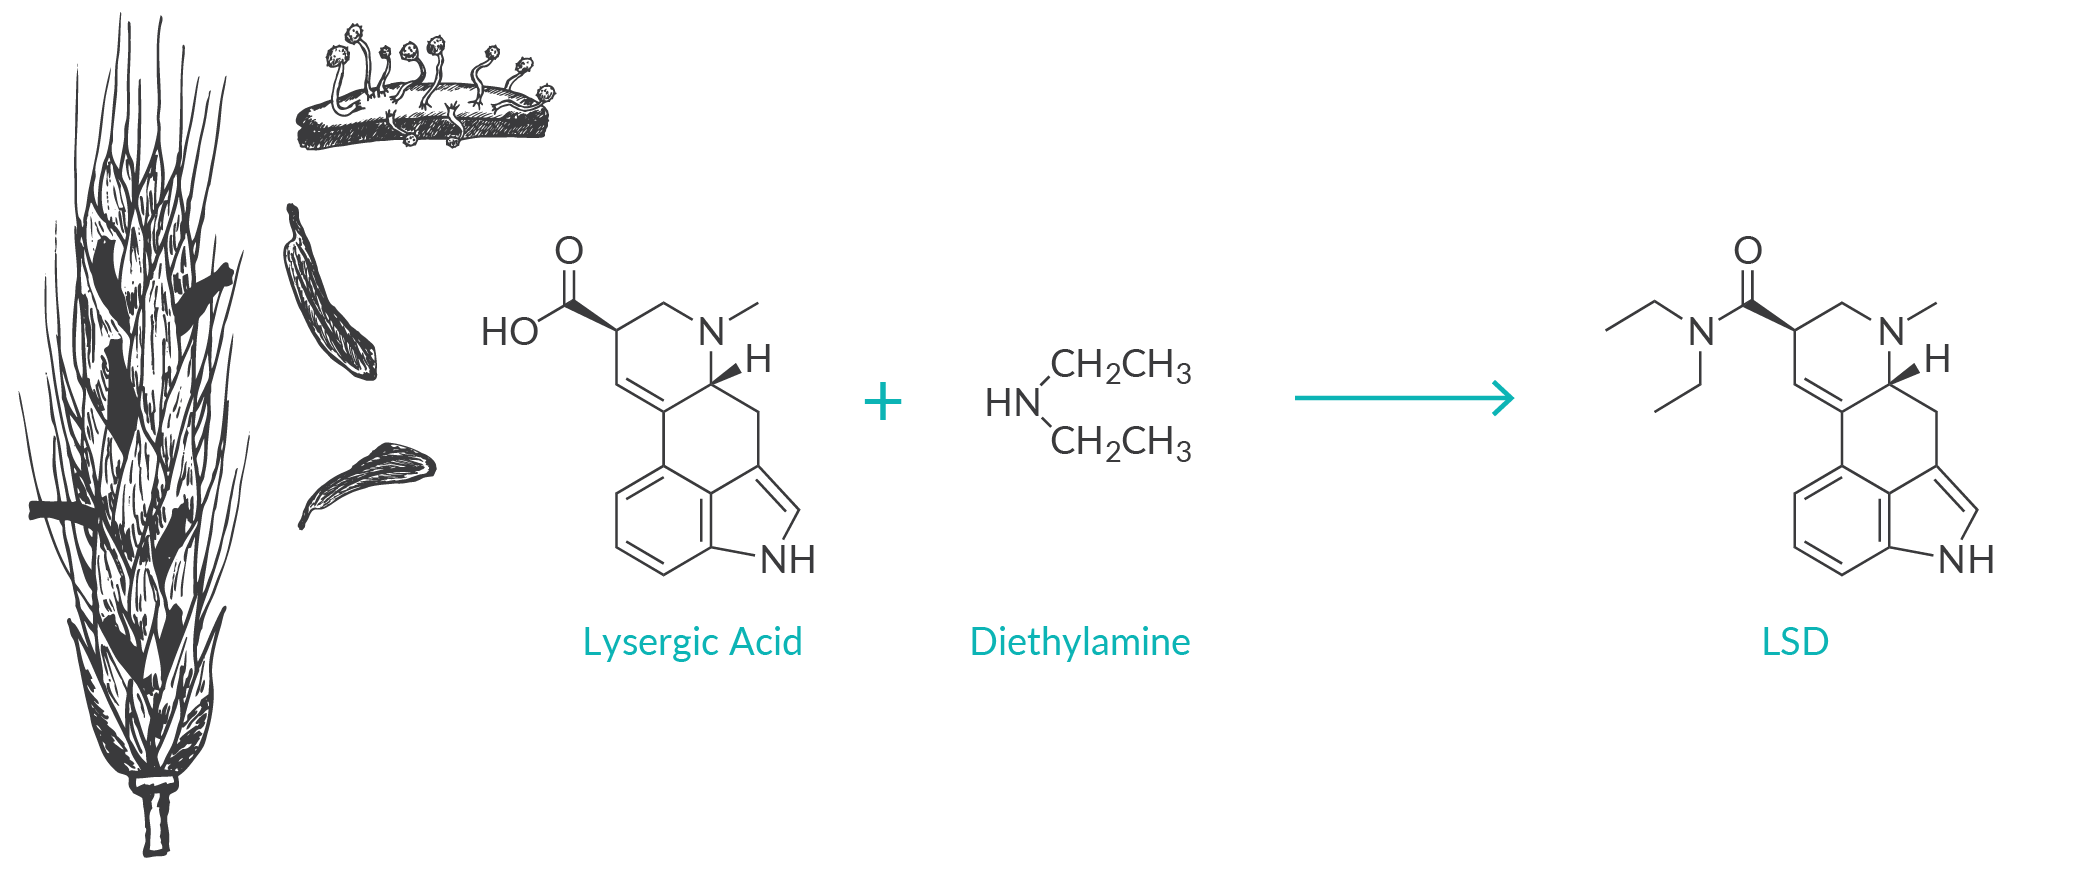 O
HO
N
H
NH
Lysergic Acid
+
HN
CH₂CH₃
CH₂CH₃
Diethylamine
O
N
N
H
NH
LSD